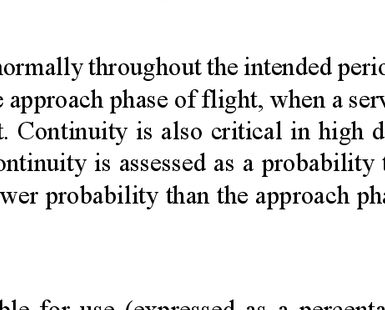 normally throughout the intended perio
approach phase of flight, when a serv
t. Continuity is also critical in high d
ontinuity is assessed as a probability t
wer probability than the approach pha
ble for use (expressed as a percenta